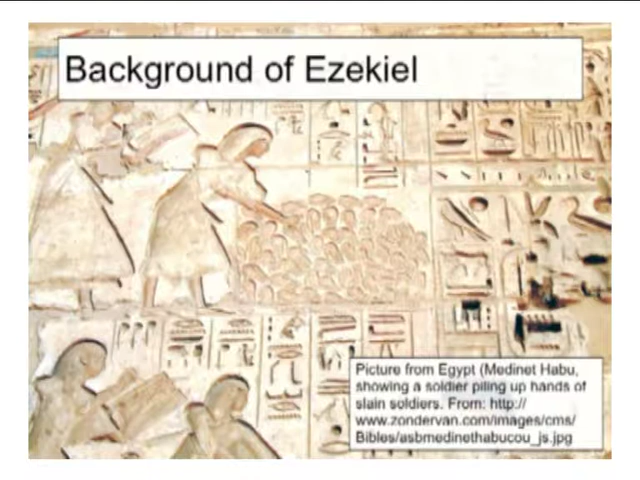 Background of Ezekiel
Picture from Egypt (Medinet Habu,
showing a soldier piling up hands of
slain soldiers. From: http://
www.zondervan.com/images/cms/
Bibles/asbmedinethabucou_js.jpg